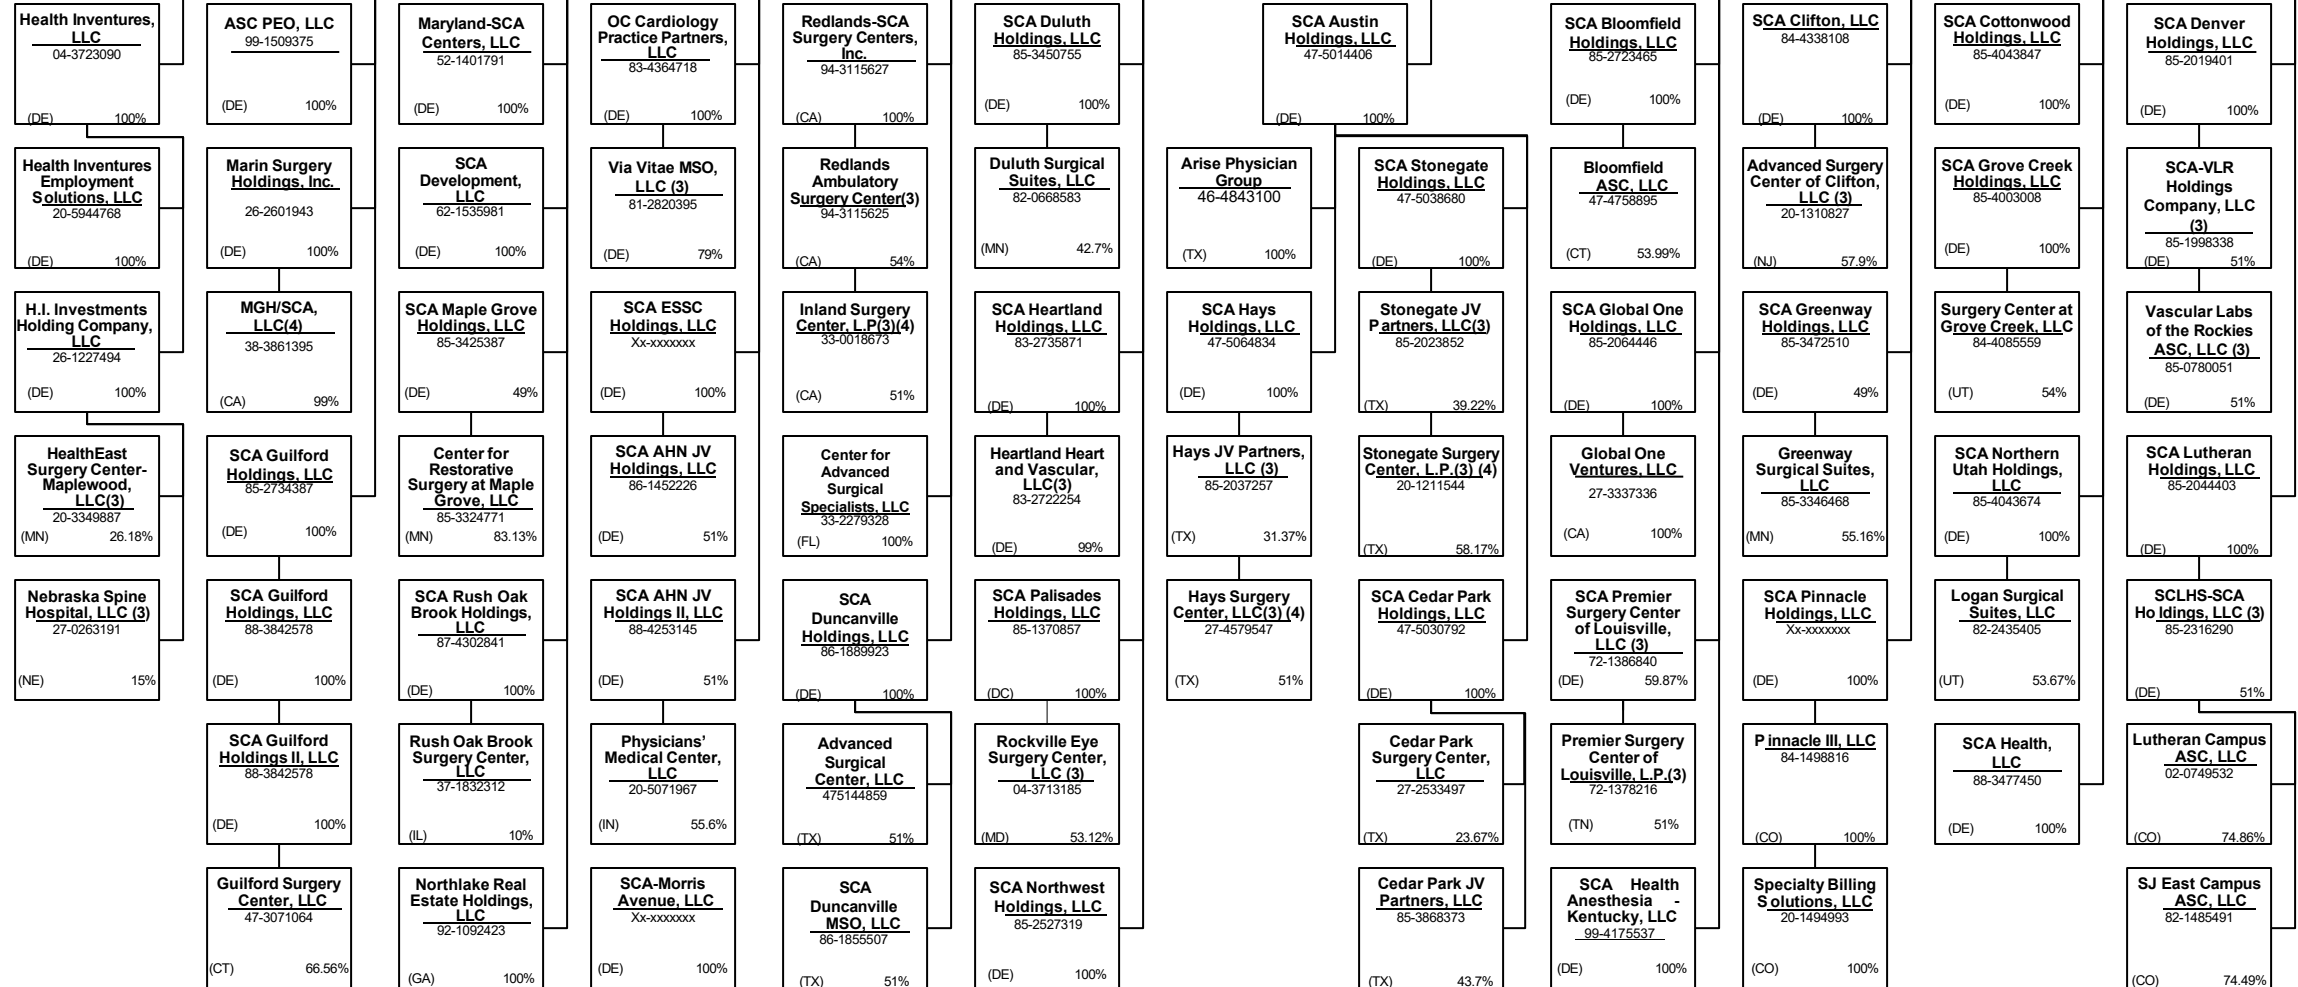 Health Inventures,
LLC
04-3723090
(DE) 100%
Health Inventures
Employment
Solutions, LLC
20-5944768
(DE) 100%
H.I. Investments
Holding Company,
LLC
26-1227494
(DE) 100%
HealthEast
Surgery Center-
Maplewood,
LLC(3)
20-3349887
(MN) 26.18%
Nebraska Spine
Hospital, LLC (3)
27-0263191
(NE) 15%
ASC PEO, LLC
99-1509375
(DE) 100%
Marin Surgery
Holdings, Inc.
26-2601943
(DE) 100%
MGH/SCA,
LLC(4)
38-3861395
(CA) 99%
SCA Guilford
Holdings, LLC
85-2734387
(DE) 100%
SCA Guilford
Holdings, LLC
88-3842578
(DE) 100%
SCA Guilford
Holdings II, LLC
88-3842578
(DE) 100%
Guilford Surgery
Center, LLC
47-3071064
(CT) 66.56%
Maryland-SCA
Centers, LLC
52-1401791
(DE) 100%
SCA
Development,
LLC
62-1535981
(DE) 100%
SCA Maple Grove
Holdings, LLC
85-3425387
(DE) 49%
Center for
Restorative
Surgery at Maple
Grove, LLC
85-3324771
(MN) 83.13%
SCA Rush Oak
Brook Holdings,
LLC
87-4302841
(DE) 100%
Rush Oak Brook
Surgery Center,
LLC
37-1832312
(IL) 10%
Northlake Real
Estate Holdings,
LLC
92-1092423
(GA) 100%
OC Cardiology
Practice Partners,
LLC
83-4364718
(DE) 100%
Via Vitae MSO,
LLC (3)
81-2820395
(DE) 79%
SCA ESSC
Holdings, LLC
Xx-xxxxxxx
(DE) 100%
SCA AHN JV
Holdings, LLC
86-1452226
(DE) 51%
SCA AHN JV
Holdings II, LLC
88-4253145
(DE) 51%
Physicians’
Medical Center,
LLC
20-5071967
(IN) 55.6%
SCA-Morris
Avenue, LLC
Xx-xxxxxxx
(DE) 100%
Redlands-SCA
Surgery Centers,
Inc.
94-3115627
(CA) 100%
Redlands
Ambulatory
Surgery Center(3)
94-3115625
(CA) 54%
Inland Surgery
Center, L.P(3)(4)
33-0018673
(CA) 51%
Center for
Advanced
Surgical
Specialists, LLC
33-2279328
(FL) 100%
SCA
Duncanville
Holdings, LLC
86-1889923
(DE) 100%
Advanced
Surgical
Center, LLC
475144859
(TX) 51%
SCA
Duncanville
MSO, LLC
86-1855507
(TX) 51%
SCA Duluth
Holdings, LLC
85-3450755
(DE) 100%
Duluth Surgical
Suites, LLC
82-0668583
(MN) 42.7%
SCA Heartland
Holdings, LLC
83-2735871
(DE) 100%
Heartland Heart
and Vascular,
LLC(3)
83-2722254
(DE) 99%
SCA Palisades
Holdings, LLC
85-1370857
(DC) 100%
Rockville Eye
Surgery Center,
LLC (3)
04-3713185
(MD) 53.12%
SCA Northwest
Holdings, LLC
85-2527319
(DE) 100%
SCA Austin
Holdings, LLC
47-5014406
(DE) 100%
Arise Physician
Group
46-4843100
(TX) 100%
SCA Hays
Holdings, LLC
47-5064834
(DE) 100%
Hays JV Partners,
LLC (3)
85-2037257
(TX) 31.37%
Hays Surgery
Center, LLC(3) (4)
27-4579547
(TX) 51%
SCA Stonegate
Holdings, LLC
47-5038680
(DE) 100%
Stonegate JV
Partners, LLC(3)
85-2023852
(TX) 39.22%
Stonegate Surgery
Center, L.P.(3) (4)
20-1211544
(TX) 58.17%
SCA Cedar Park
Holdings, LLC
47-5030792
(DE) 100%
Cedar Park
Surgery Center,
LLC
27-2533497
(TX) 23.67%
Cedar Park JV
Partners, LLC
85-3868373
(TX) 43.7%
SCA Bloomfield
Holdings, LLC
85-2723465
(DE) 100%
Bloomfield
ASC, LLC
47-4758895
(CT) 53.99%
SCA Global One
Holdings, LLC
85-2064446
(DE) 100%
Global One
Ventures, LLC
27-3337336
(CA) 100%
SCA Premier
Surgery Center
of Louisville,
LLC (3)
72-1386840
(DE) 59.87%
Premier Surgery
Center of
Louisville, L.P.(3)
72-1378216
(TN) 51%
SCA Health
Anesthesia -
Kentucky, LLC
99-4175537
(DE) 100%
SCA Clifton, LLC
84-4338108
(DE) 100%
Advanced Surgery
Center of Clifton,
LLC (3)
20-1310827
(NJ) 57.9%
SCA Greenway
Holdings, LLC
85-3472510
(DE) 49%
Greenway
Surgical Suites,
LLC
85-3346468
(MN) 55.16%
SCA Pinnacle
Holdings, LLC
Xx-xxxxxxx
(DE) 100%
Pinnacle III, LLC
84-1498816
(CO) 100%
Specialty Billing
Solutions, LLC
20-1494993
(CO) 100%
SCA Cottonwood
Holdings, LLC
85-4043847
(DE) 100%
SCA Grove Creek
Holdings, LLC
85-4003008
(DE) 100%
Surgery Center at
Grove Creek, LLC
84-4085559
(UT) 54%
SCA Northern
Utah Holdings,
LLC
85-4043674
(DE) 100%
Logan Surgical
Suites, LLC
82-2435405
(UT) 53.67%
SCA Health,
LLC
88-3477450
(DE) 100%
SCA Denver
Holdings, LLC
85-2019401
(DE) 100%
SCA-VLR
Holdings
Company, LLC
(3)
85-1998338
(DE) 51%
Vascular Labs
of the Rockies
ASC, LLC (3)
85-0780051
(DE) 51%
SCA Lutheran
Holdings, LLC
85-2044403
(DE) 100%
SCLHS-SCA
Holdings, LLC (3)
85-2316290
(DE) 51%
Lutheran Campus
ASC, LLC
02-0749532
(CO) 74.86%
SJ East Campus
ASC, LLC
82-1485491
(CO) 74.49%